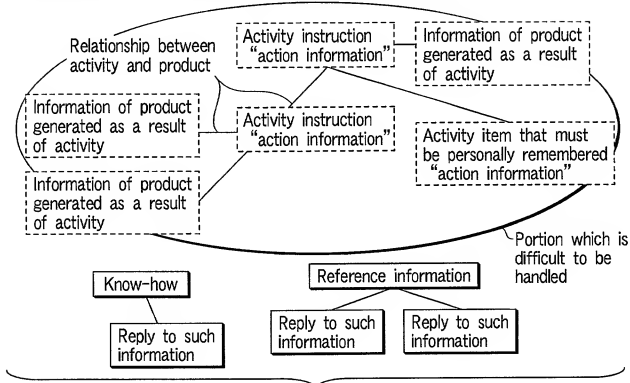 Relationship between
activity and product
Activity instruction
“action information”
Information of product
generated as a result
of activity
Information of product
generated as a result
of activity
Activity instruction
“action information”
Activity item that must
be personally remembered
“action information”
Information of product
generated as a result
of activity
Portion which is
difficult to be
handled
Know-how
Reference information
Reply to such
information
Reply to such
information
Reply to such
information